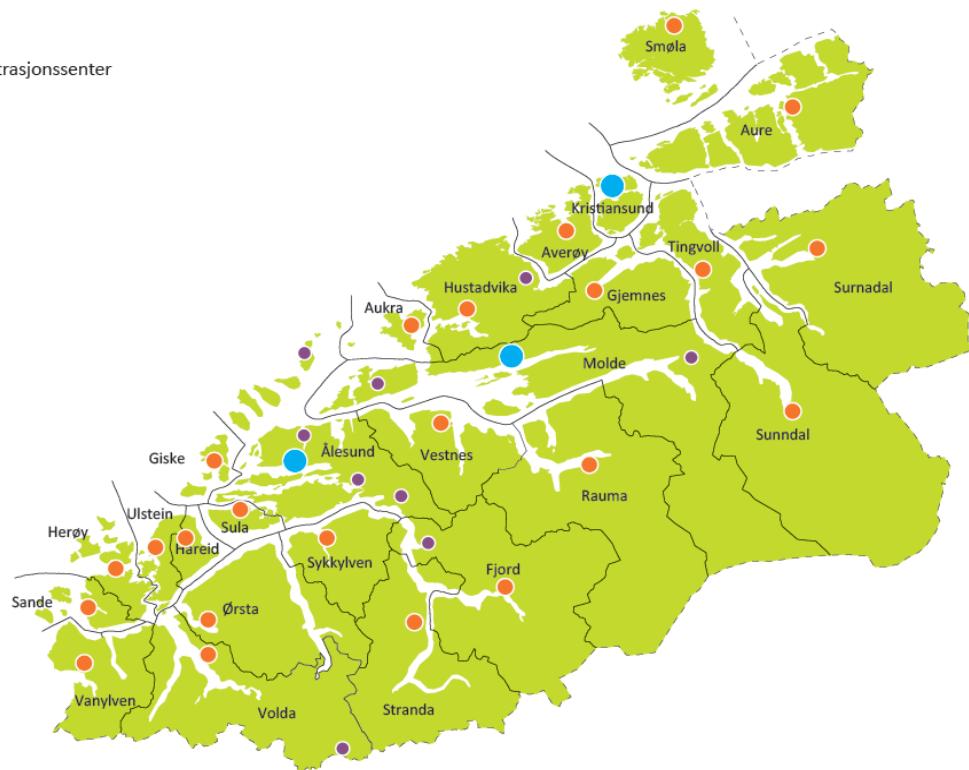 Smøla
trasjonssenter
Aure
Kristiansund
Averøy
Tingvoll
Hustadvika
Gjemnes
Surnadal
Aukra
Molde
Sunndal
Ålesund
Vestnes
Giske
Rauma
Ulstein
Sula
Herøy
Hareid
Sykkylven
Fjord
Sande
Ørsta
Vanylven
Volda
Stranda